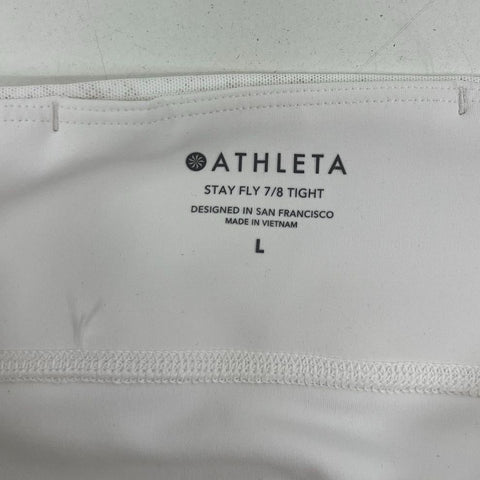 ATHLETA
STAY FLY 7/8 TIGHT
DESIGNED IN SAN FRANCISCO
MADE IN VIETNAM
L